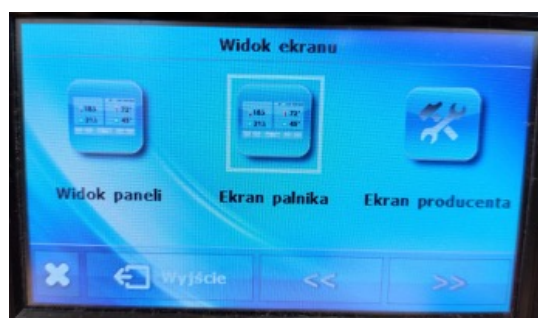 Widok ekranu
Widok paneli
Ekran palnika
Ekran producenta
Wyjście
<<
>>